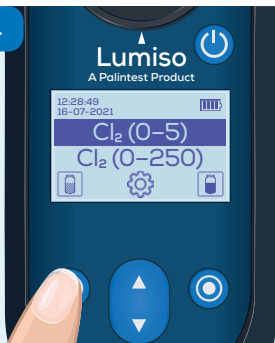 Lumiso
A Palintest Product
12:28:49
16-07-2021
Cl₂ (0–5)
Cl₂ (0–250)